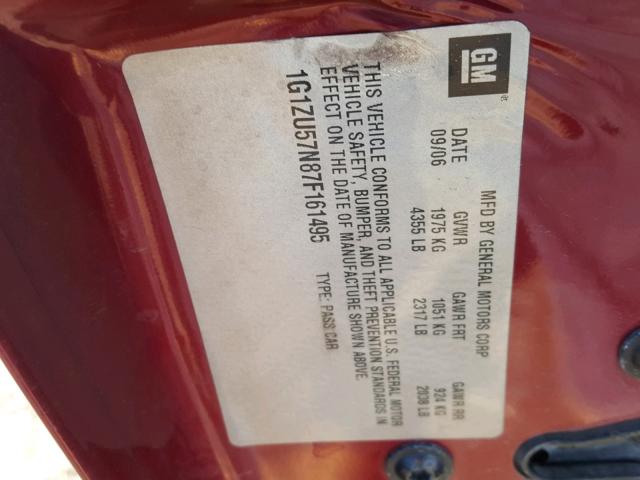 GM
®
MFD BY GENERAL MOTORS CORP
DATE GVWR GAWR FRT GAWR RR
09/06 1975 KG 1051 KG 924 KG
4355 LB 2317 LB 2038 LB
THIS VEHICLE CONFORMS TO ALL APPLICABLE U.S. FEDERAL MOTOR
VEHICLE SAFETY, BUMPER, AND THEFT PREVENTION STANDARDS IN
EFFECT ON THE DATE OF MANUFACTURE SHOWN ABOVE.
1G1ZU57N87F161495 TYPE: PASS CAR